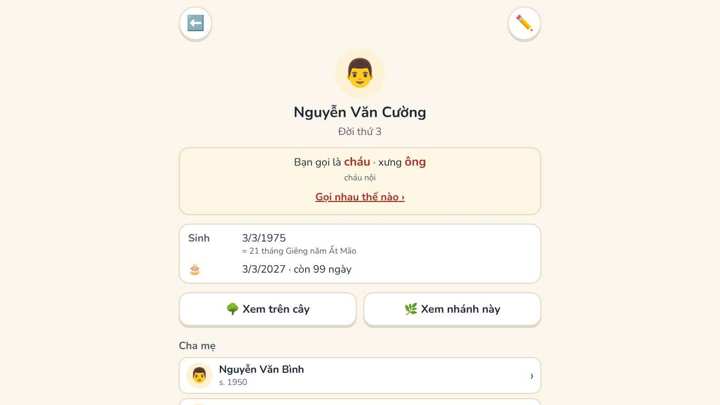 Nguyễn Văn Cường
Đời thứ 3
Bạn gọi là cháu · xưng ông
cháu nội
Gọi nhau thế nào ›
Sinh
3/3/1975
≈ 21 tháng Giêng năm Ất Mão
3/3/2027 · còn 99 ngày
Xem trên cây
Xem nhánh này
Cha mẹ
Nguyễn Văn Bình
s. 1950